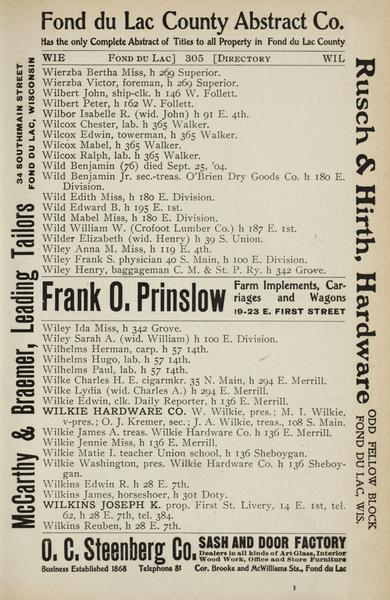 Fond du Lac County Abstract Co.
Has the only Complete Abstract of Titles to all Property in Fond du Lac County
WIE FOND DU LAC] 305 [DIRECTORY WIL
Wierzba Bertha Miss, h 269 Superior.
Wierzba Victor, foreman, h 269 Superior.
Wilbert John, ship-clk. h 146 W. Follett.
Wilbert Peter, h 162 W. Follett.
Wilbor Isabelle R. (wid. John) h 91 E. 4th.
Wilcox Chester, lab. h 365 Walker.
Wilcox Edwin, towerman, h 365 Walker.
Wilcox Mabel, h 365 Walker.
Wilcox Ralph, lab. h 365 Walker.
Wild Benjamin (76) died Sept. 25, '04.
Wild Benjamin Jr. sec.-treas. O'Brien Dry Goods Co. h 180 E.
Division.
Wild Edith Miss, h 180 E. Division.
Wild Edward B. h 195 E. 1st.
Wild Mabel Miss, h 180 E. Division.
Wild William W. (Crofoot Lumber Co.) h 187 E. 1st.
Wilder Elizabeth (wid. Henry) h 39 S. Union.
Wiley Anna M. Miss, h 119 E. 4th.
Wiley Frank S. physician 40 S. Main, h 100 E. Division.
Wiley Henry, baggageman C. M. & St. P. Ry. h 342 Grove.
Frank O. Prinslow
Farm Implements, Car-
riages and Wagons
19-23 E. FIRST STREET
Wiley Ida Miss, h 342 Grove.
Wiley Sarah A. (wid. William) h 100 E. Division.
Wilhelms Herman, carp. h 57 14th.
Wilhelms Hugo, lab. h 57 14th.
Wilhelms Paul, lab. h 57 14th.
Wilke Charles H. E. cigarmkr. 35 N. Main, h 294 E. Merrill.
Wilke Lydia (wid. Charles A.) h 294 E. Merrill.
Wilkie Edwin, clk. Daily Reporter, h 136 E. Merrill.
WILKIE HARDWARE CO. W. Wilkie, pres.; M. I. Wilkie,
v-pres.; O. J. Kremer, sec.; J. A. Wilkie, treas., 108 S. Main.
Wilkie James A. treas. Wilkie Hardware Co. h 136 E. Merrill.
Wilkie Jennie Miss, h 136 E. Merrill.
Wilkie Matie I. teacher Union school, h 136 Sheboygan.
Wilkie Washington, pres. Wilkie Hardware Co. h 136 Sheboy-
gan.
Wilkins Edwin R. h 28 E. 7th.
Wilkins James, horseshoer, h 301 Doty.
WILKINS JOSEPH K. prop. First St. Livery, 14 E. 1st, tel.
62, h 28 E. 7th, tel. 384.
Wilkins Reuben, h 28 E. 7th.
O. C. Steenberg Co.
SASH AND DOOR FACTORY
Dealers in all kinds of Art Glass, Interior
Wood Work, Office and Store Furniture
Business Established 1868 Telephone 81 Cor. Brooke and McWilliams Sts., Fond du Lac
McCarthy & Braemer, Leading Tailors
34 SOUTH MAIN STREET
FOND DU LAC, WISCONSIN
Rusch & Hirth, Hardware
ODD FELLOW BLOCK
FOND DU LAC, WIS.